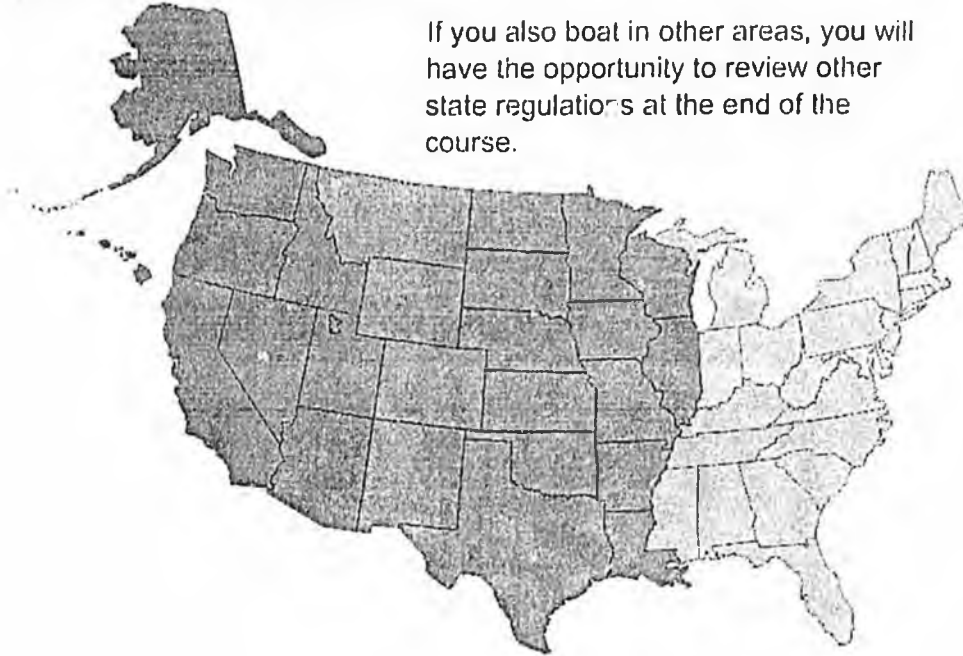 If you also boat in other areas, you will
have the opportunity to review other
state regulations at the end of the
course.